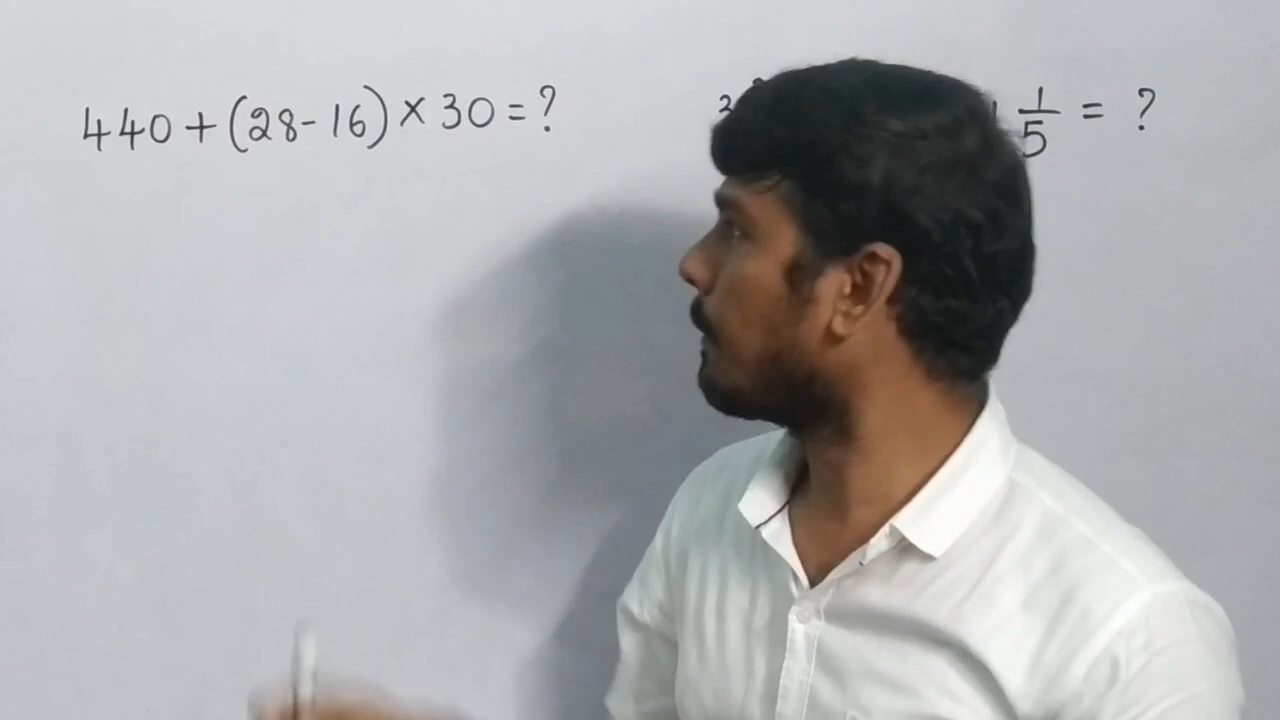 440 + (28 - 16) × 30 = ?
1/5 = ?